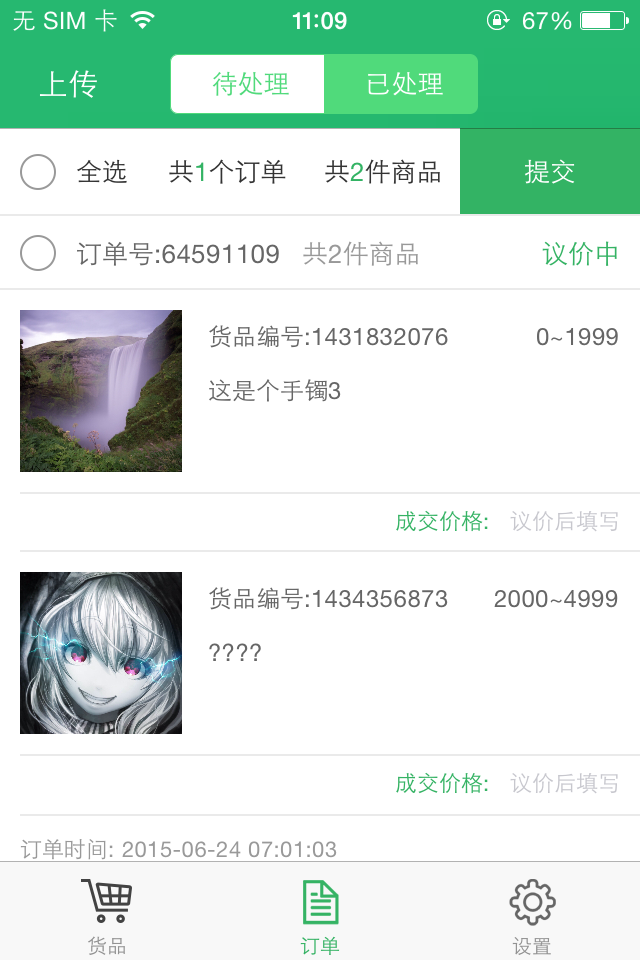 无 SIM 卡 11:09 67%
上传 待处理 已处理
全选 共1个订单 共2件商品 提交
订单号:64591109 共2件商品 议价中
货品编号:1431832076 0~1999
这是个手镯3
成交价格: 议价后填写
货品编号:1434356873 2000~4999
????
成交价格: 议价后填写
订单时间: 2015-06-24 07:01:03
货品 订单 设置